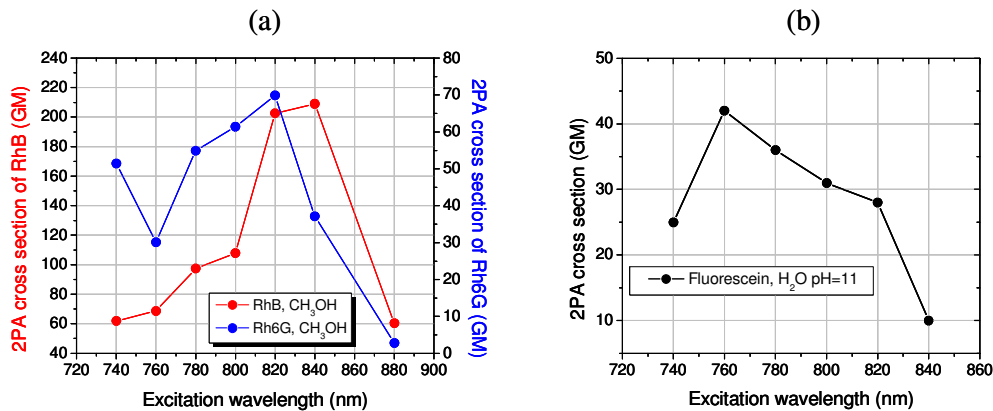 (a)
240
220
200
180
160
140
120
100
80
60
40
2PA cross section of RhB (GM)
80
70
60
50
40
30
20
10
0
2PA cross section of Rh6G (GM)
RhB, CH₃OH
Rh6G, CH₃OH
720 740 760 780 800 820 840 860 880 900
Excitation wavelength (nm)
(b)
50
40
30
20
10
2PA cross section (GM)
Fluorescein, H₂O pH=11
720 740 760 780 800 820 840 860
Excitation wavelength (nm)